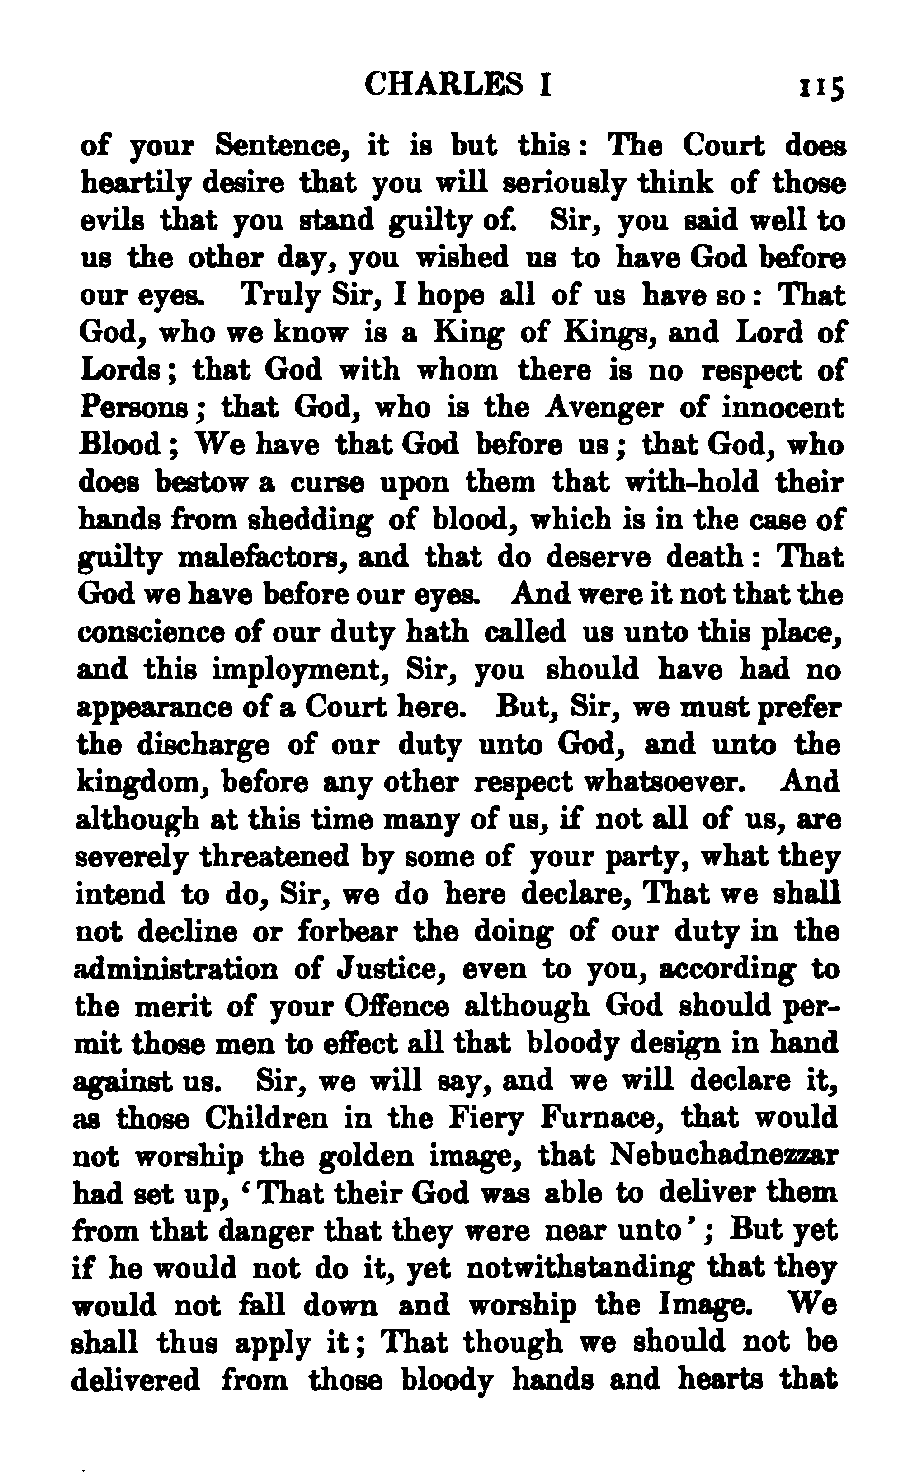 CHARLES I 115
of your Sentence, it is but this : The Court does
heartily desire that you will seriously think of those
evils that you stand guilty of. Sir, you said well to
us the other day, you wished us to have God before
our eyes. Truly Sir, I hope all of us have so : That
God, who we know is a King of Kings, and Lord of
Lords ; that God with whom there is no respect of
Persons ; that God, who is the Avenger of innocent
Blood ; We have that God before us ; that God, who
does bestow a curse upon them that with-hold their
hands from shedding of blood, which is in the case of
guilty malefactors, and that do deserve death : That
God we have before our eyes. And were it not that the
conscience of our duty hath called us unto this place,
and this imployment, Sir, you should have had no
appearance of a Court here. But, Sir, we must prefer
the discharge of our duty unto God, and unto the
kingdom, before any other respect whatsoever. And
although at this time many of us, if not all of us, are
severely threatened by some of your party, what they
intend to do, Sir, we do here declare, That we shall
not decline or forbear the doing of our duty in the
administration of Justice, even to you, according to
the merit of your Offence although God should per-
mit those men to effect all that bloody design in hand
against us. Sir, we will say, and we will declare it,
as those Children in the Fiery Furnace, that would
not worship the golden image, that Nebuchadnezzar
had set up, ‘ That their God was able to deliver them
from that danger that they were near unto ’ ; But yet
if he would not do it, yet notwithstanding that they
would not fall down and worship the Image. We
shall thus apply it ; That though we should not be
delivered from those bloody hands and hearts that